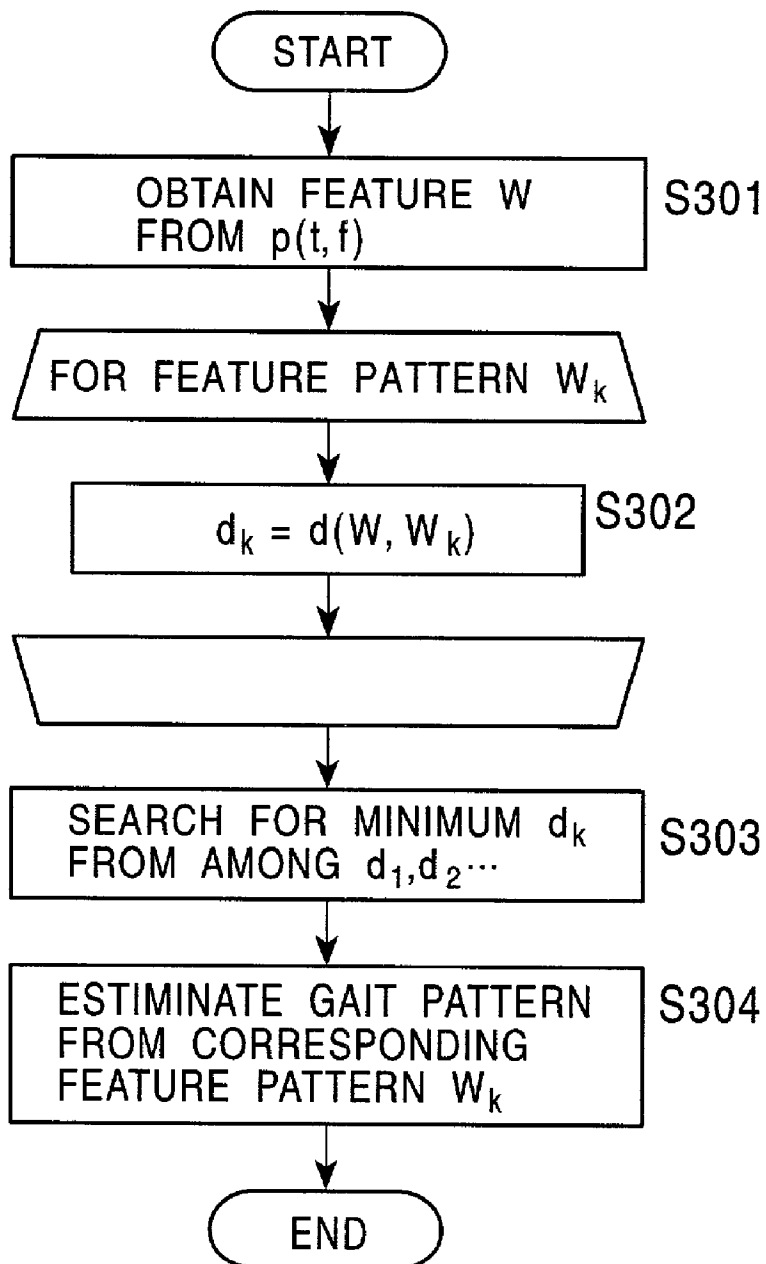 START
OBTAIN FEATURE W
FROM p(t,f)
S301
FOR FEATURE PATTERN Wk
dk = d(W, Wk)
S302
SEARCH FOR MINIMUM dk
FROM AMONG d1,d2···
S303
ESTIMINATE GAIT PATTERN
FROM CORRESPONDING
FEATURE PATTERN Wk
S304
END